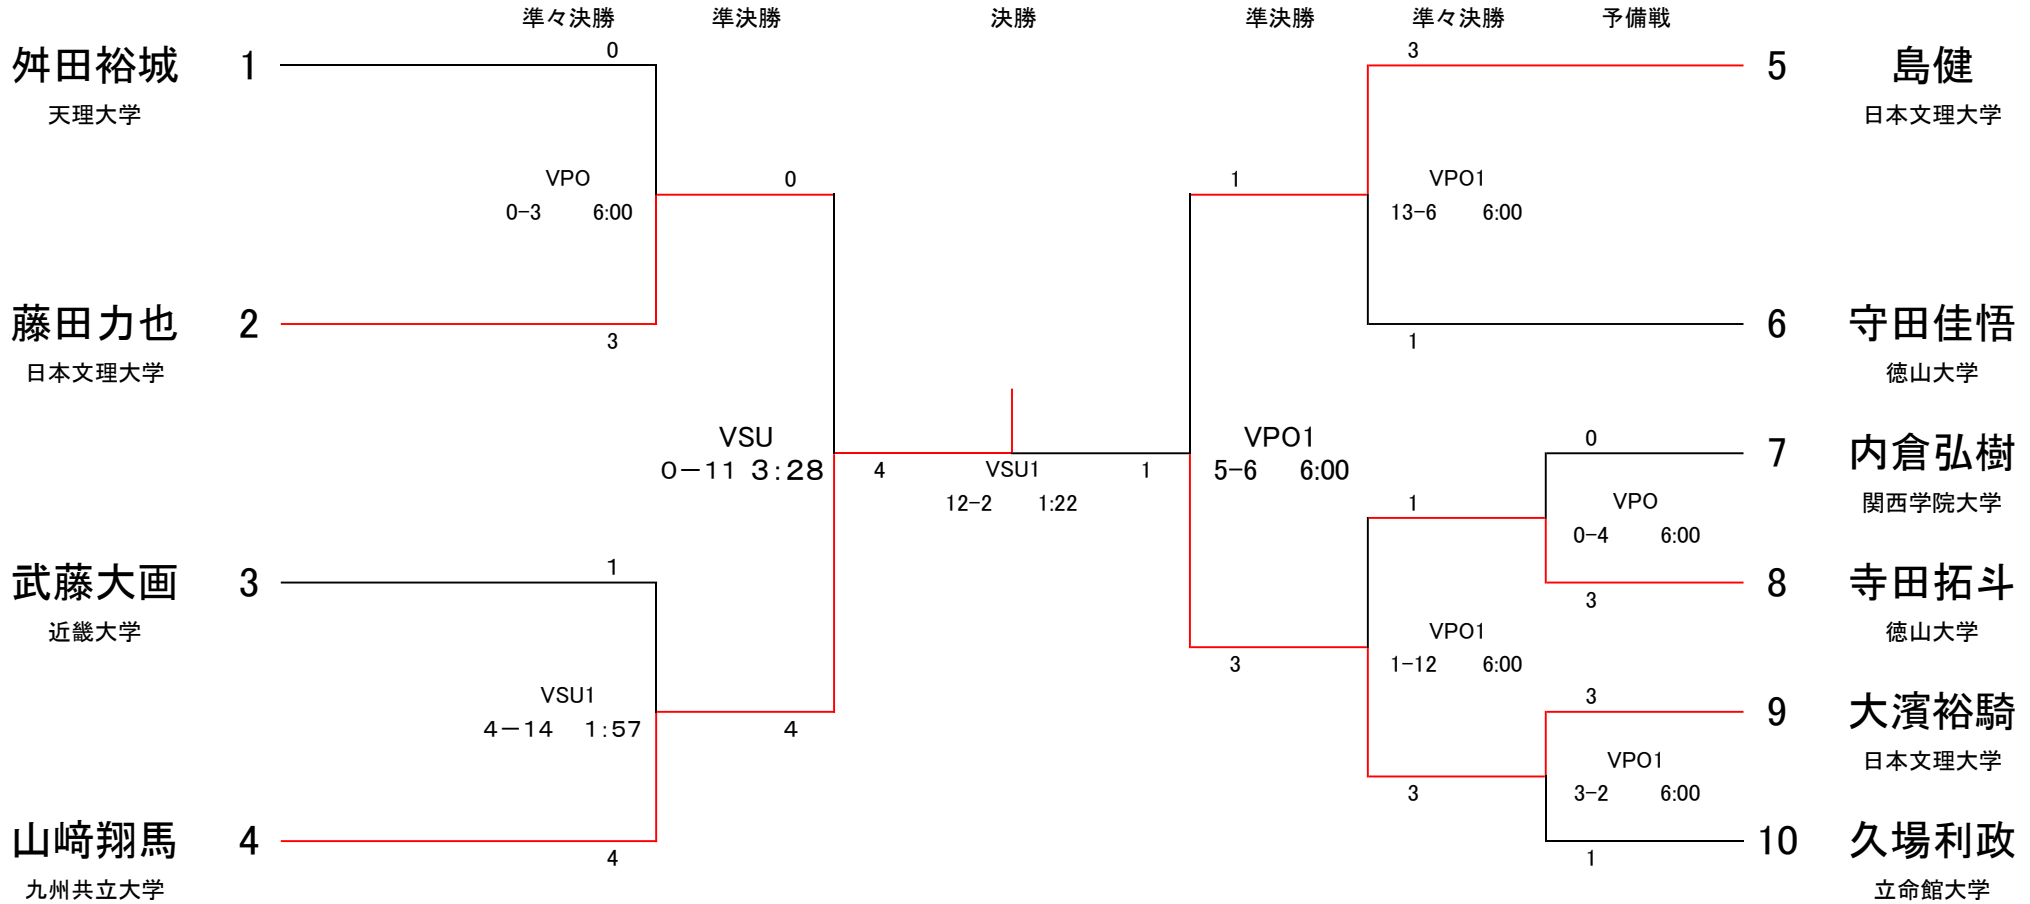 準々決勝 準決勝 決勝 準決勝 準々決勝 予備戦
舛田裕城 1 0 3 5 島健
天理大学 日本文理大学
VPO 0 1 VPO1
0-3 6:00 13-6 6:00
藤田力也 2 3 1 6 守田佳悟
日本文理大学 徳山大学
VSU VPO1 0 7 内倉弘樹
0-11 3:28 4 VSU1 1 5-6 6:00
12-2 1:22 1 VPO 関西学院大学
0-4 6:00
武藤大画 3 1 3 8 寺田拓斗
近畿大学 VPO1 徳山大学
3 1-12 6:00
VSU1 3 9 大濱裕騎
4-14 1:57 4 日本文理大学
VPO1
3 3-2 6:00
山﨑翔馬 4 4 1 10 久場利政
九州共立大学 立命館大学